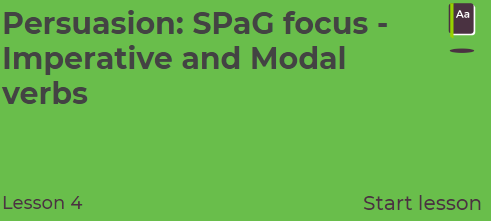 Persuasion: SPaG focus -
Aa
Imperative and Modal
verbs
Lesson 4
Start lesson